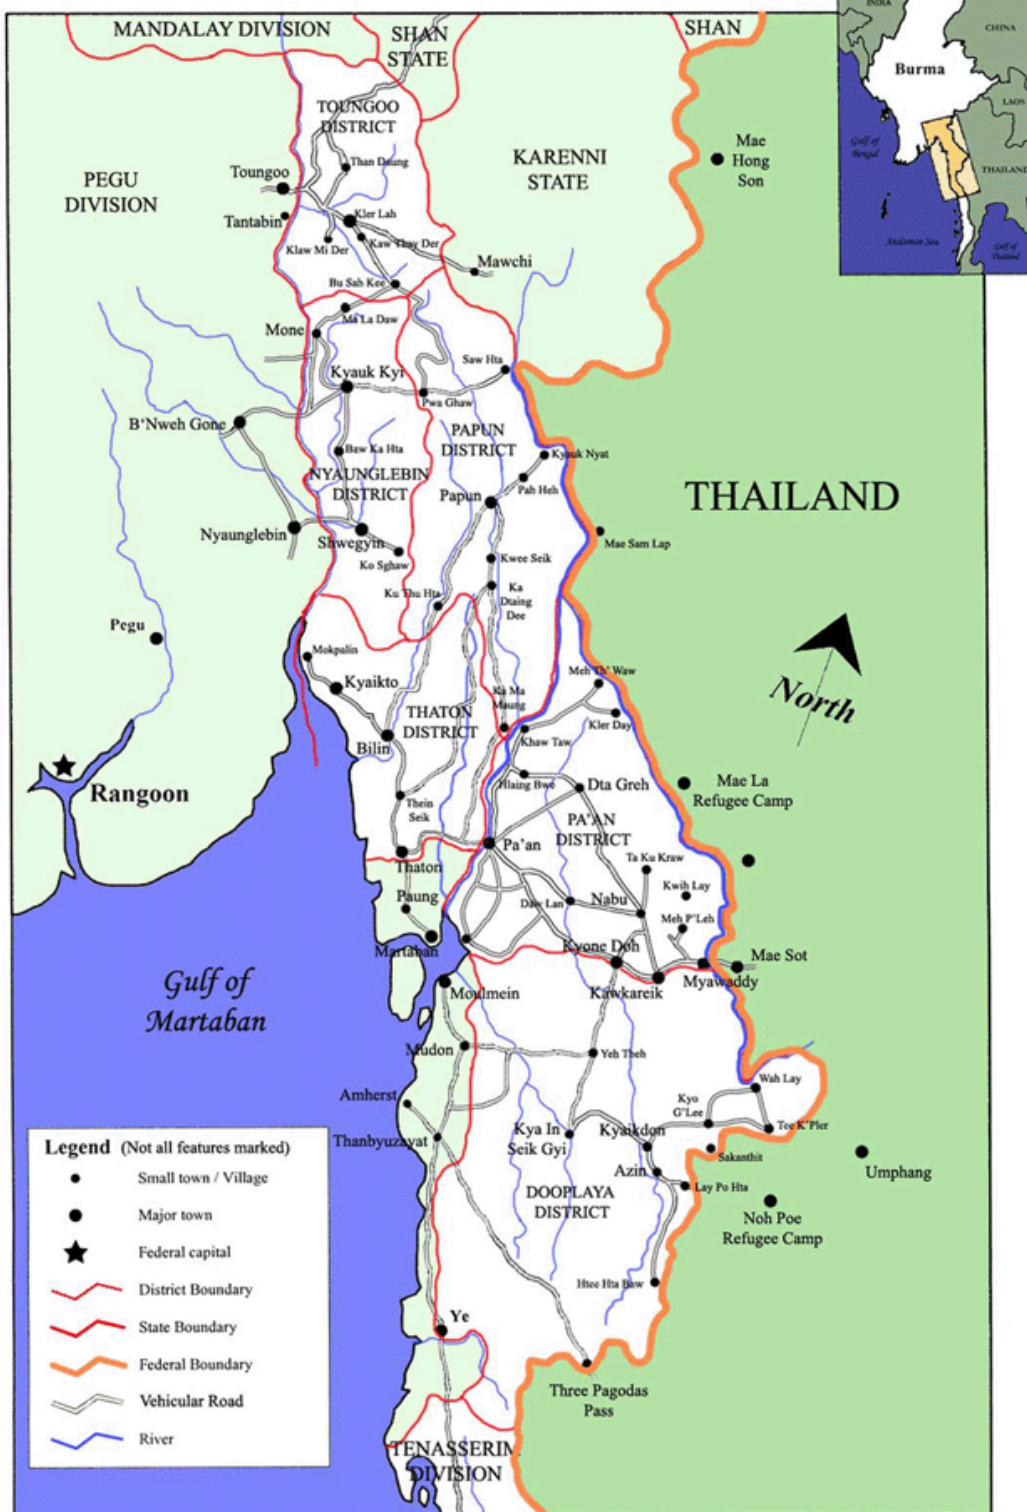 MANDALAY DIVISION
SHAN
STATE
SHAN
INDIA
CHINA
Burma
LAOS
Gulf of
Bengal
THAILAND
Andaman Sea
Gulf of
Thailand
TOUNGOO
DISTRICT
KARENNI
STATE
Mae
Hong
Son
PEGU
DIVISION
Toungoo
Than Daung
Tantabin
Kler Lah
Klaw Mi Der
Kaw Thay Der
Mawchi
Bu Sah Kee
Ma La Daw
Mone
Saw Hta
Kyauk Kyi
Pwa Ghaw
B'Nweh Gone
PAPUN
DISTRICT
Baw Ka Hta
Kyauk Nyat
NYAUNGLEBIN
DISTRICT
Pah Heh
Papun
THAILAND
Nyaunglebin
Shwegyin
Mae Sam Lap
Ko Sghaw
Kwee Seik
Ku Thu Hta
Ka
Dtaing
Dee
Pegu
Mokpalin
Meh Th' Waw
Kyaikto
Ka Ma
Maung
North
THATON
DISTRICT
Kler Day
Bilin
Khaw Taw
Rangoon
Hlaing Bwe
Dta Greh
Mae La
Refugee Camp
Thein
Seik
PA'AN
DISTRICT
Pa'an
Thaton
Ta Ku Kraw
Kwih Lay
Paung
Daw Lan
Nabu
Meh P'Leh
Martaban
Kyone Doh
Mae Sot
Gulf of
Martaban
Moulmein
Kawkareik
Myawaddy
Mudon
Yeh Theh
Wah Lay
Amherst
Kyo
G'Lee
Thanbyuzayat
Kya In
Seik Gyi
Kyaikdon
Tee K'Pler
Sakanthit
Azin
Umphang
Lay Po Hta
DOOPLAYA
DISTRICT
Noh Poe
Refugee Camp
Htee Hta Baw
Ye
Three Pagodas
Pass
TENASSERIM
DIVISION
Legend (Not all features marked)
Small town / Village
Major town
Federal capital
District Boundary
State Boundary
Federal Boundary
Vehicular Road
River